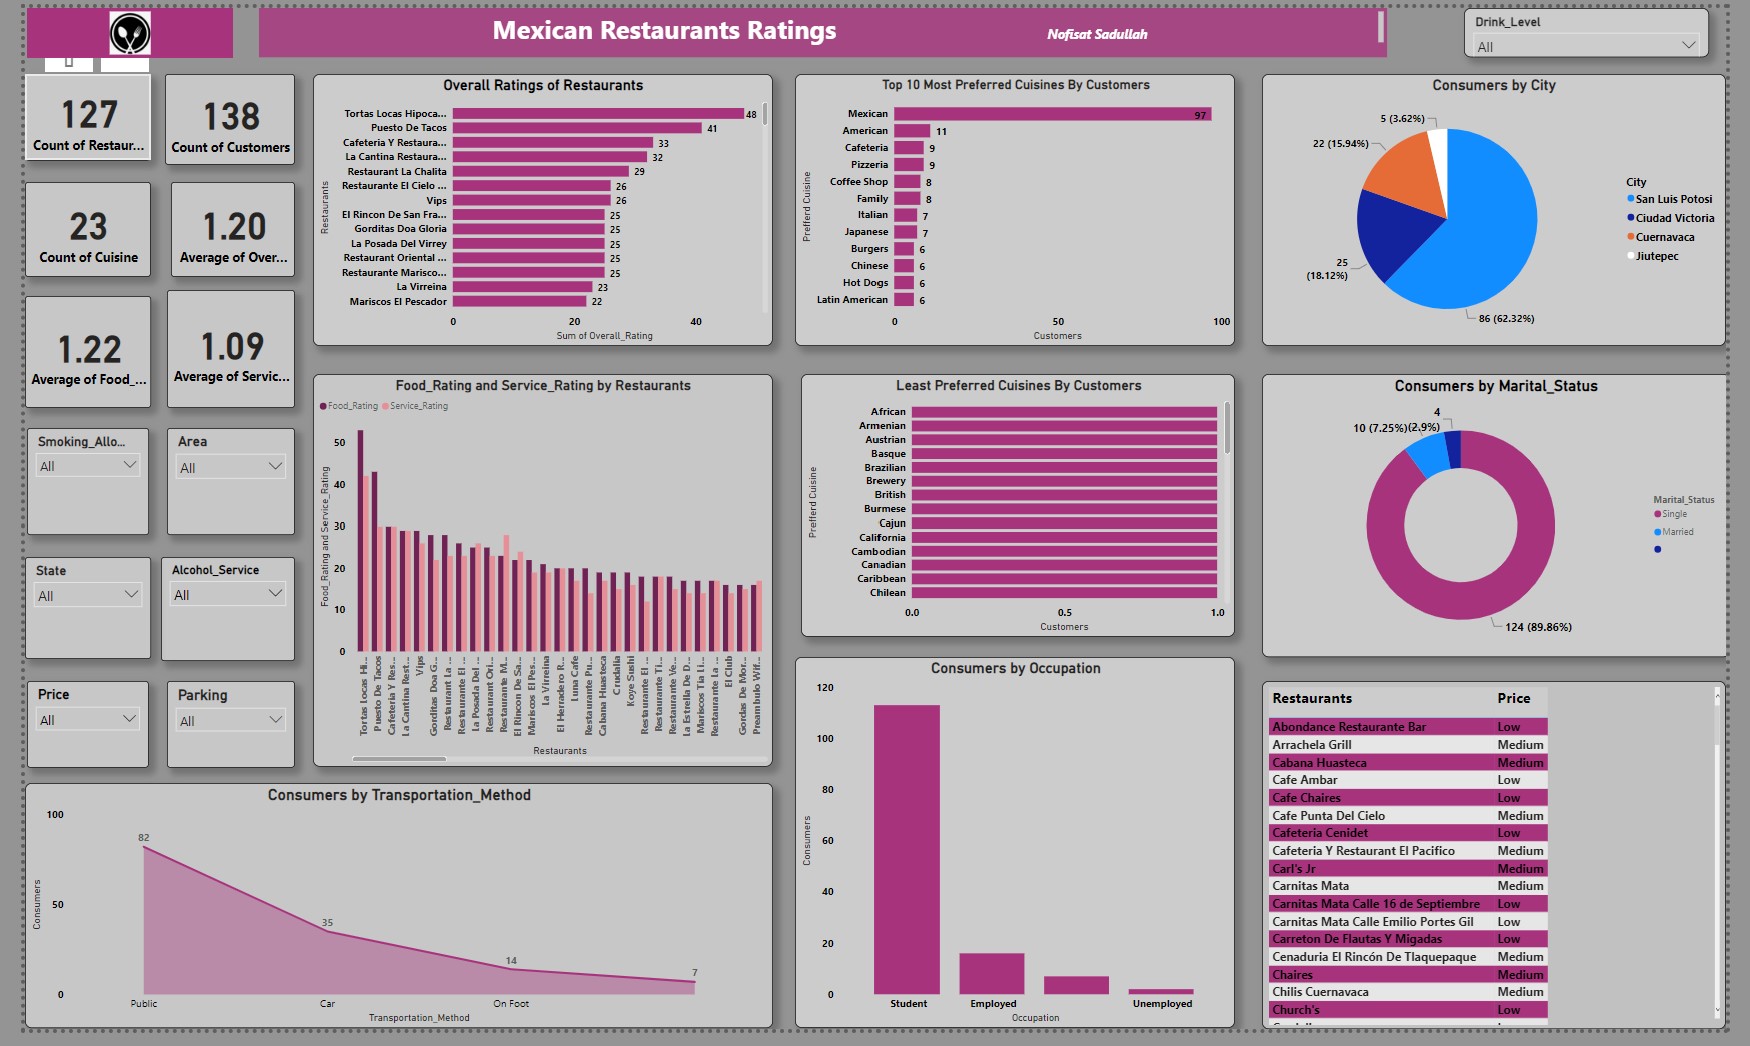 Mexican Restaurants Ratings
Nofisat Sadullah
Drink_Level
All
127
Count of Restaur...
138
Count of Customers
23
Count of Cuisine
1.20
Average of Over...
1.22
Average of Food_...
1.09
Average of Servic...
Smoking_Allo...
All
Area
All
State
All
Alcohol_Service
All
Price
All
Parking
All
Overall Ratings of Restaurants
Restaurants
Tortas Locas Hipoca... 48
Puesto De Tacos 41
Cafeteria Y Restaura... 33
La Cantina Restaura... 32
Restaurant La Chalita 29
Restaurante El Cielo ... 26
Vips 26
El Rincon De San Fra... 25
Gorditas Doa Gloria 25
La Posada Del Virrey 25
Restaurant Oriental ... 25
Restaurante Marisco... 25
La Virreina 23
Mariscos El Pescador 22
0 20 40
Sum of Overall_Rating
Top 10 Most Preferred Cuisines By Customers
Prefferd Cuisine
Mexican 97
American 11
Cafeteria 9
Pizzeria 9
Coffee Shop 8
Family 8
Italian 7
Japanese 7
Burgers 6
Chinese 6
Hot Dogs 6
Latin American 6
0 50 100
Customers
Consumers by City
5 (3.62%)
22 (15.94%)
25
(18.12%)
86 (62.32%)
City
San Luis Potosi
Ciudad Victoria
Cuernavaca
Jiutepec
Food_Rating and Service_Rating by Restaurants
Food_Rating Service_Rating
Food_Rating and Service_Rating
50
40
30
20
10
0
Tortas Locas Hi...
Puesto De Tacos
Cafeteria Y Res...
La Cantina Rest...
Vips
Gorditas Doa G...
Restaurant La ...
Restaurante El ...
La Posada Del ...
Restaurant Ori...
Restaurante M...
El Rincon De Sa...
Mariscos El Pes...
La Virreina
El Herradero R...
Luna Cafe
Restaurante Pu...
Cabana Huasteca
Crudalia
Koye Sushi
Restaurante El ...
Restaurante Ti...
Restaurante Ve...
La Estrella De D...
Mariscos Tia Li...
Restaurante La ...
El Club
Gordas De Mor...
Preambulo Wif...
Restaurants
Least Preferred Cuisines By Customers
Prefferd Cuisine
African
Armenian
Austrian
Basque
Brazilian
Brewery
British
Burmese
Cajun
California
Cambodian
Canadian
Caribbean
Chilean
0.0 0.5 1.0
Customers
Consumers by Marital_Status
4
10 (7.25%) (2.9%)
124 (89.86%)
Marital_Status
Single
Married
Consumers by Transportation_Method
Consumers
100
50
0
82
35
14
7
Public Car On Foot
Transportation_Method
Consumers by Occupation
Consumers
120
100
80
60
40
20
0
Student Employed Unemployed
Occupation
Restaurants Price
Abondance Restaurante Bar Low
Arrachela Grill Medium
Cabana Huasteca Medium
Cafe Ambar Low
Cafe Chaires Low
Cafe Punta Del Cielo Medium
Cafeteria Cenidet Low
Cafeteria Y Restaurant El Pacifico Medium
Carl's Jr Medium
Carnitas Mata Medium
Carnitas Mata Calle 16 de Septiembre Low
Carnitas Mata Calle Emilio Portes Gil Low
Carreton De Flautas Y Migadas Low
Cenaduria El Rincón De Tlaquepaque Medium
Chaires Medium
Chilis Cuernavaca Medium
Church's Low